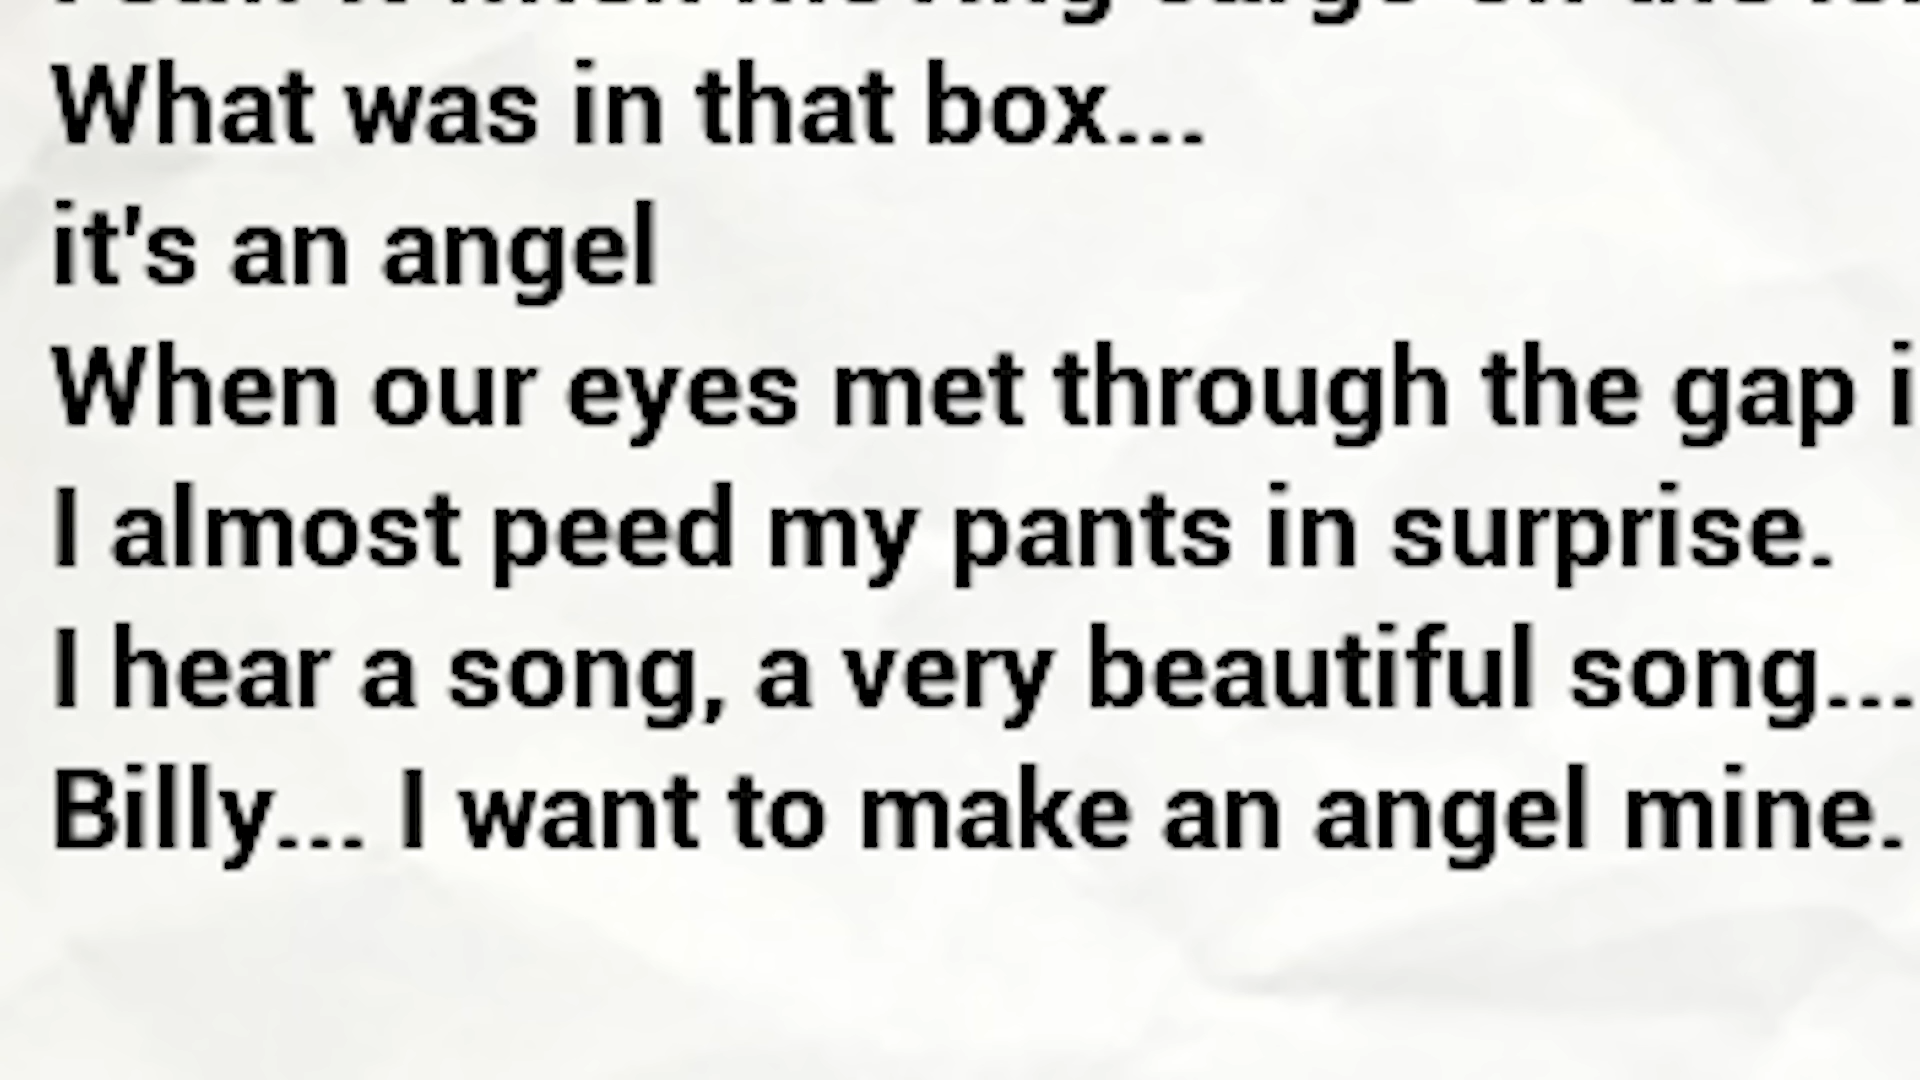 What was in that box...
it's an angel
When our eyes met through the gap
I almost peed my pants in surprise.
I hear a song, a very beautiful song...
Billy... I want to make an angel mine.